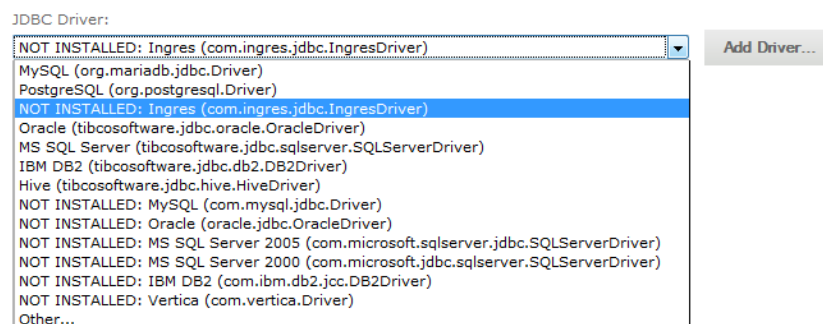 JDBC Driver:
NOT INSTALLED: Ingres (com.ingres.jdbc.IngresDriver)
Add Driver...
MySQL (org.mariadb.jdbc.Driver)
PostgreSQL (org.postgresql.Driver)
NOT INSTALLED: Ingres (com.ingres.jdbc.IngresDriver)
Oracle (tibcosoftware.jdbc.oracle.OracleDriver)
MS SQL Server (tibcosoftware.jdbc.sqlserver.SQLServerDriver)
IBM DB2 (tibcosoftware.jdbc.db2.DB2Driver)
Hive (tibcosoftware.jdbc.hive.HiveDriver)
NOT INSTALLED: MySQL (com.mysql.jdbc.Driver)
NOT INSTALLED: Oracle (oracle.jdbc.OracleDriver)
NOT INSTALLED: MS SQL Server 2005 (com.microsoft.sqlserver.jdbc.SQLServerDriver)
NOT INSTALLED: MS SQL Server 2000 (com.microsoft.jdbc.sqlserver.SQLServerDriver)
NOT INSTALLED: IBM DB2 (com.ibm.db2.jcc.DB2Driver)
NOT INSTALLED: Vertica (com.vertica.Driver)
Other...